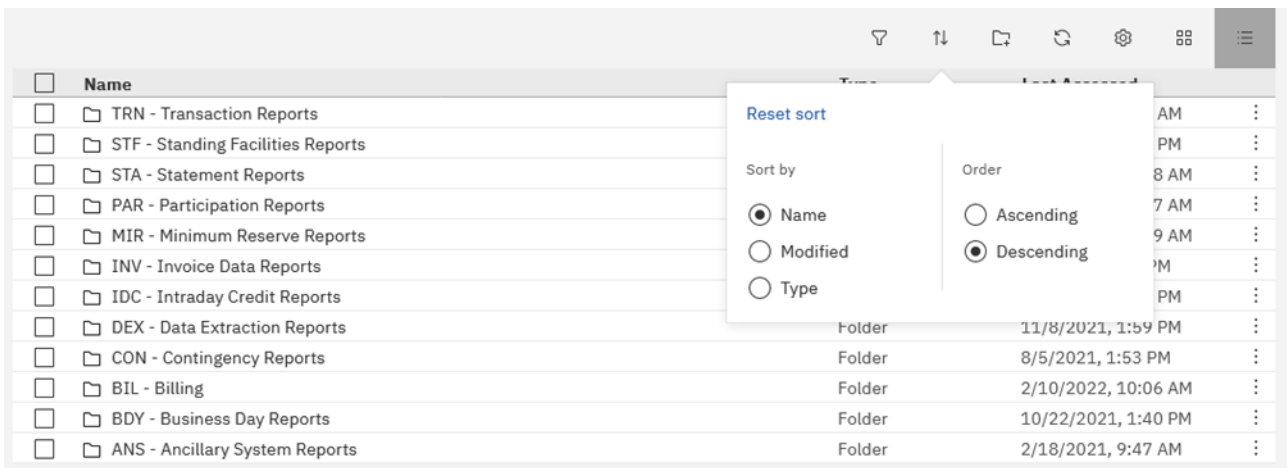 Name
TRN - Transaction Reports AM
STF - Standing Facilities Reports PM
STA - Statement Reports 8 AM
PAR - Participation Reports 7 AM
MIR - Minimum Reserve Reports 9 AM
INV - Invoice Data Reports
IDC - Intraday Credit Reports PM
DEX - Data Extraction Reports Folder 11/8/2021, 1:59 PM
CON - Contingency Reports Folder 8/5/2021, 1:53 PM
BIL - Billing Folder 2/10/2022, 10:06 AM
BDY - Business Day Reports Folder 10/22/2021, 1:40 PM
ANS - Ancillary System Reports Folder 2/18/2021, 9:47 AM
Reset sort
Sort by Order
Name Ascending
Modified Descending
Type